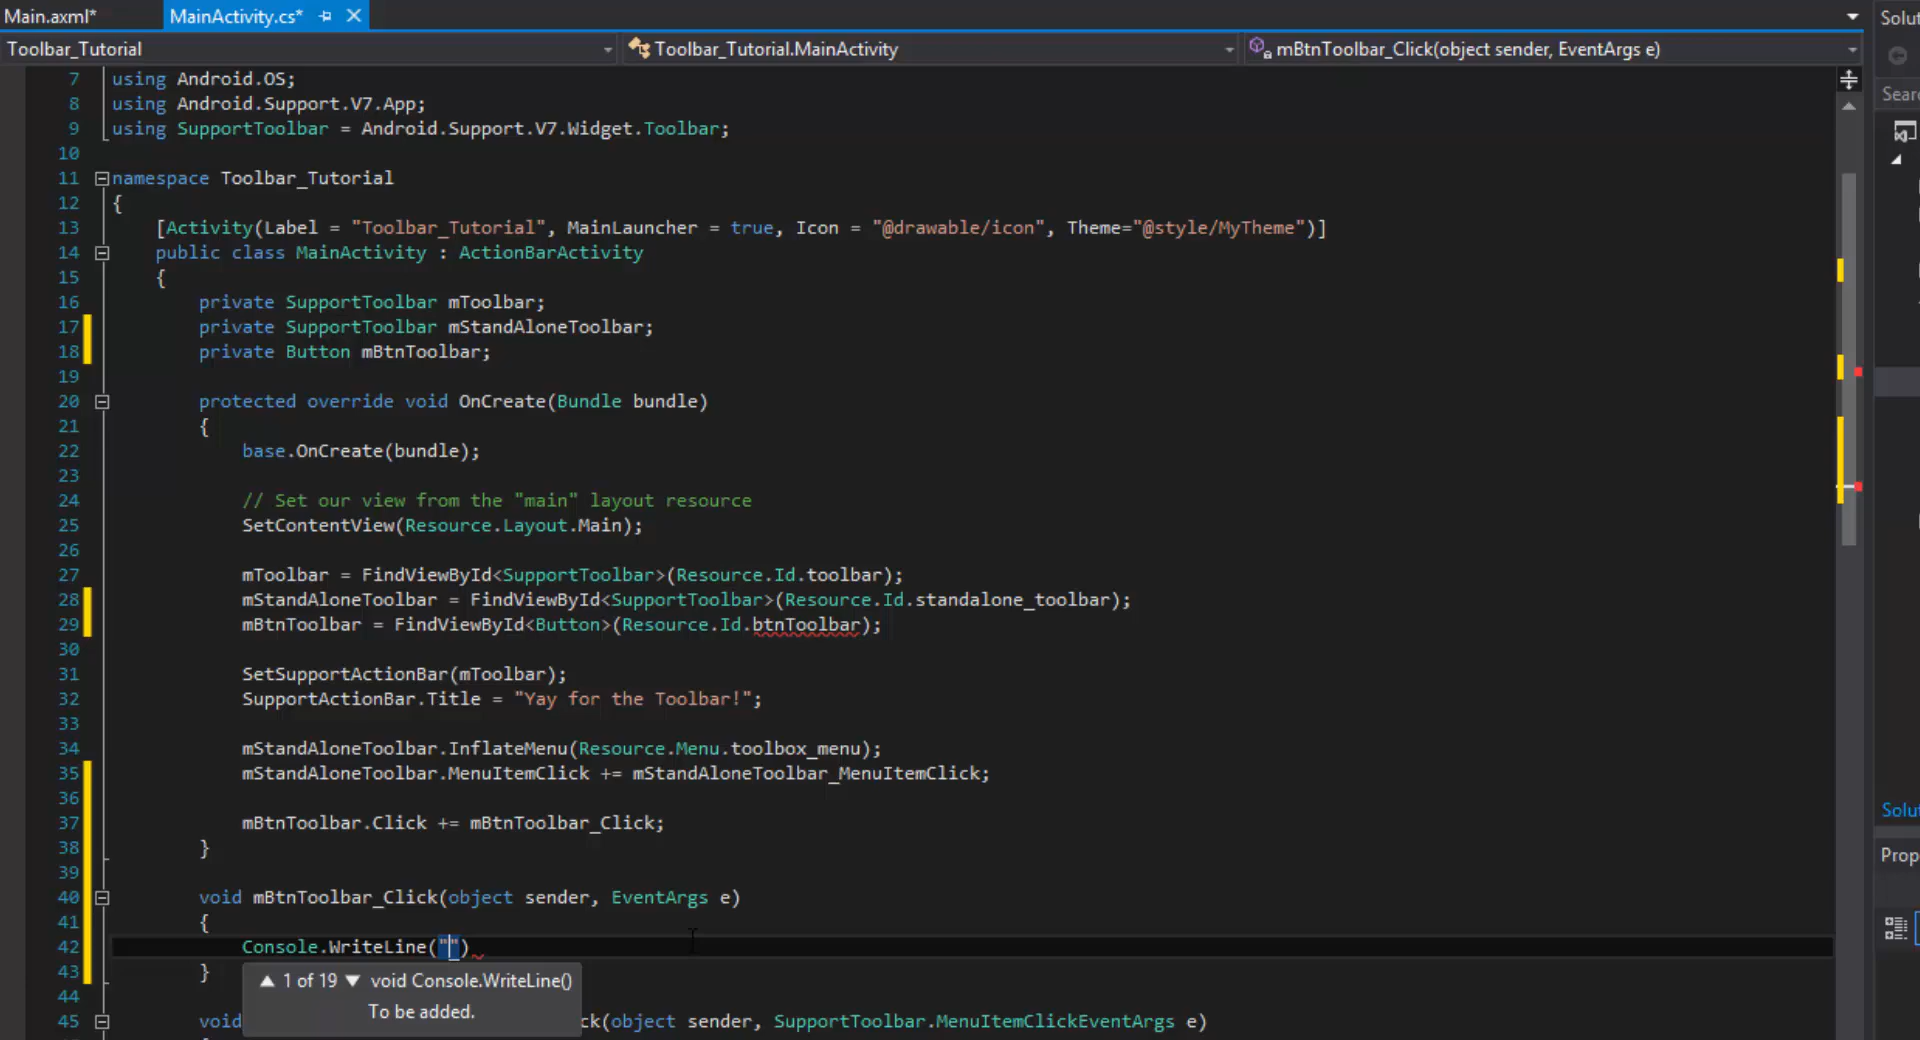 Main.axml*
MainActivity.cs*
Solut
Toolbar_Tutorial
Toolbar_Tutorial.MainActivity
mBtnToolbar_Click(object sender, EventArgs e)
7 using Android.OS;
8 using Android.Support.V7.App;
9 using SupportToolbar = Android.Support.V7.Widget.Toolbar;
Sear
10
11 namespace Toolbar_Tutorial
12 {
13 [Activity(Label = "Toolbar_Tutorial", MainLauncher = true, Icon = "@drawable/icon", Theme="@style/MyTheme")]
14 public class MainActivity : ActionBarActivity
15 {
16 private SupportToolbar mToolbar;
17 private SupportToolbar mStandAloneToolbar;
18 private Button mBtnToolbar;
19
20 protected override void OnCreate(Bundle bundle)
21 {
22 base.OnCreate(bundle);
23
24 // Set our view from the "main" layout resource
25 SetContentView(Resource.Layout.Main);
26
27 mToolbar = FindViewById<SupportToolbar>(Resource.Id.toolbar);
28 mStandAloneToolbar = FindViewById<SupportToolbar>(Resource.Id.standalone_toolbar);
29 mBtnToolbar = FindViewById<Button>(Resource.Id.btnToolbar);
30
31 SetSupportActionBar(mToolbar);
32 SupportActionBar.Title = "Yay for the Toolbar!";
33
34 mStandAloneToolbar.InflateMenu(Resource.Menu.toolbox_menu);
35 mStandAloneToolbar.MenuItemClick += mStandAloneToolbar_MenuItemClick;
36
37 mBtnToolbar.Click += mBtnToolbar_Click;
Solut
38 }
Prop
39
40 void mBtnToolbar_Click(object sender, EventArgs e)
41 {
42 Console.WriteLine("")
43 }
1 of 19 void Console.WriteLine()
To be added.
44
45 void ck(object sender, SupportToolbar.MenuItemClickEventArgs e)